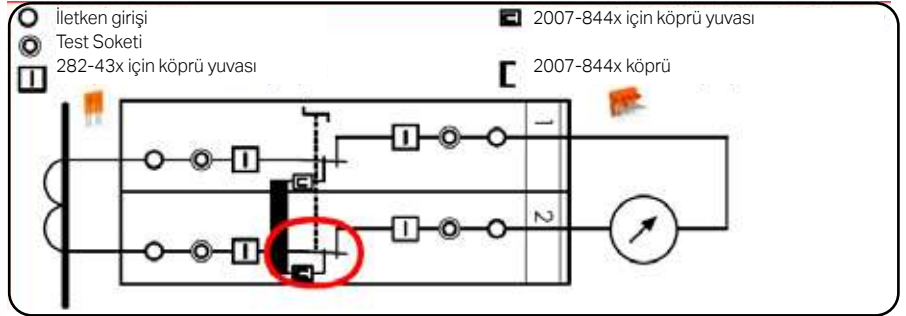 İletken girişi
Test Soketi
282-43x için köprü yuvası
2007-844x için köprü yuvası
2007-844x köprü
1
2